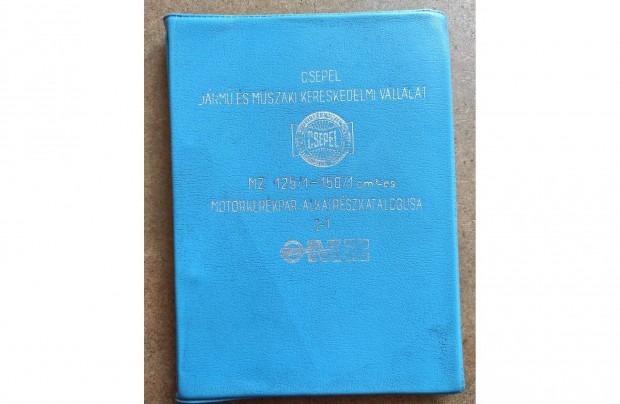 CSEPEL
JÁRMŰ ÉS MŰSZAKI KERESKEDELMI VÁLLALAT
CSEPEL
MZ 125/1-150/1 cm³-es
MOTORKERÉKPÁR-ALKATRÉSZKATALÓGUSA
MZ